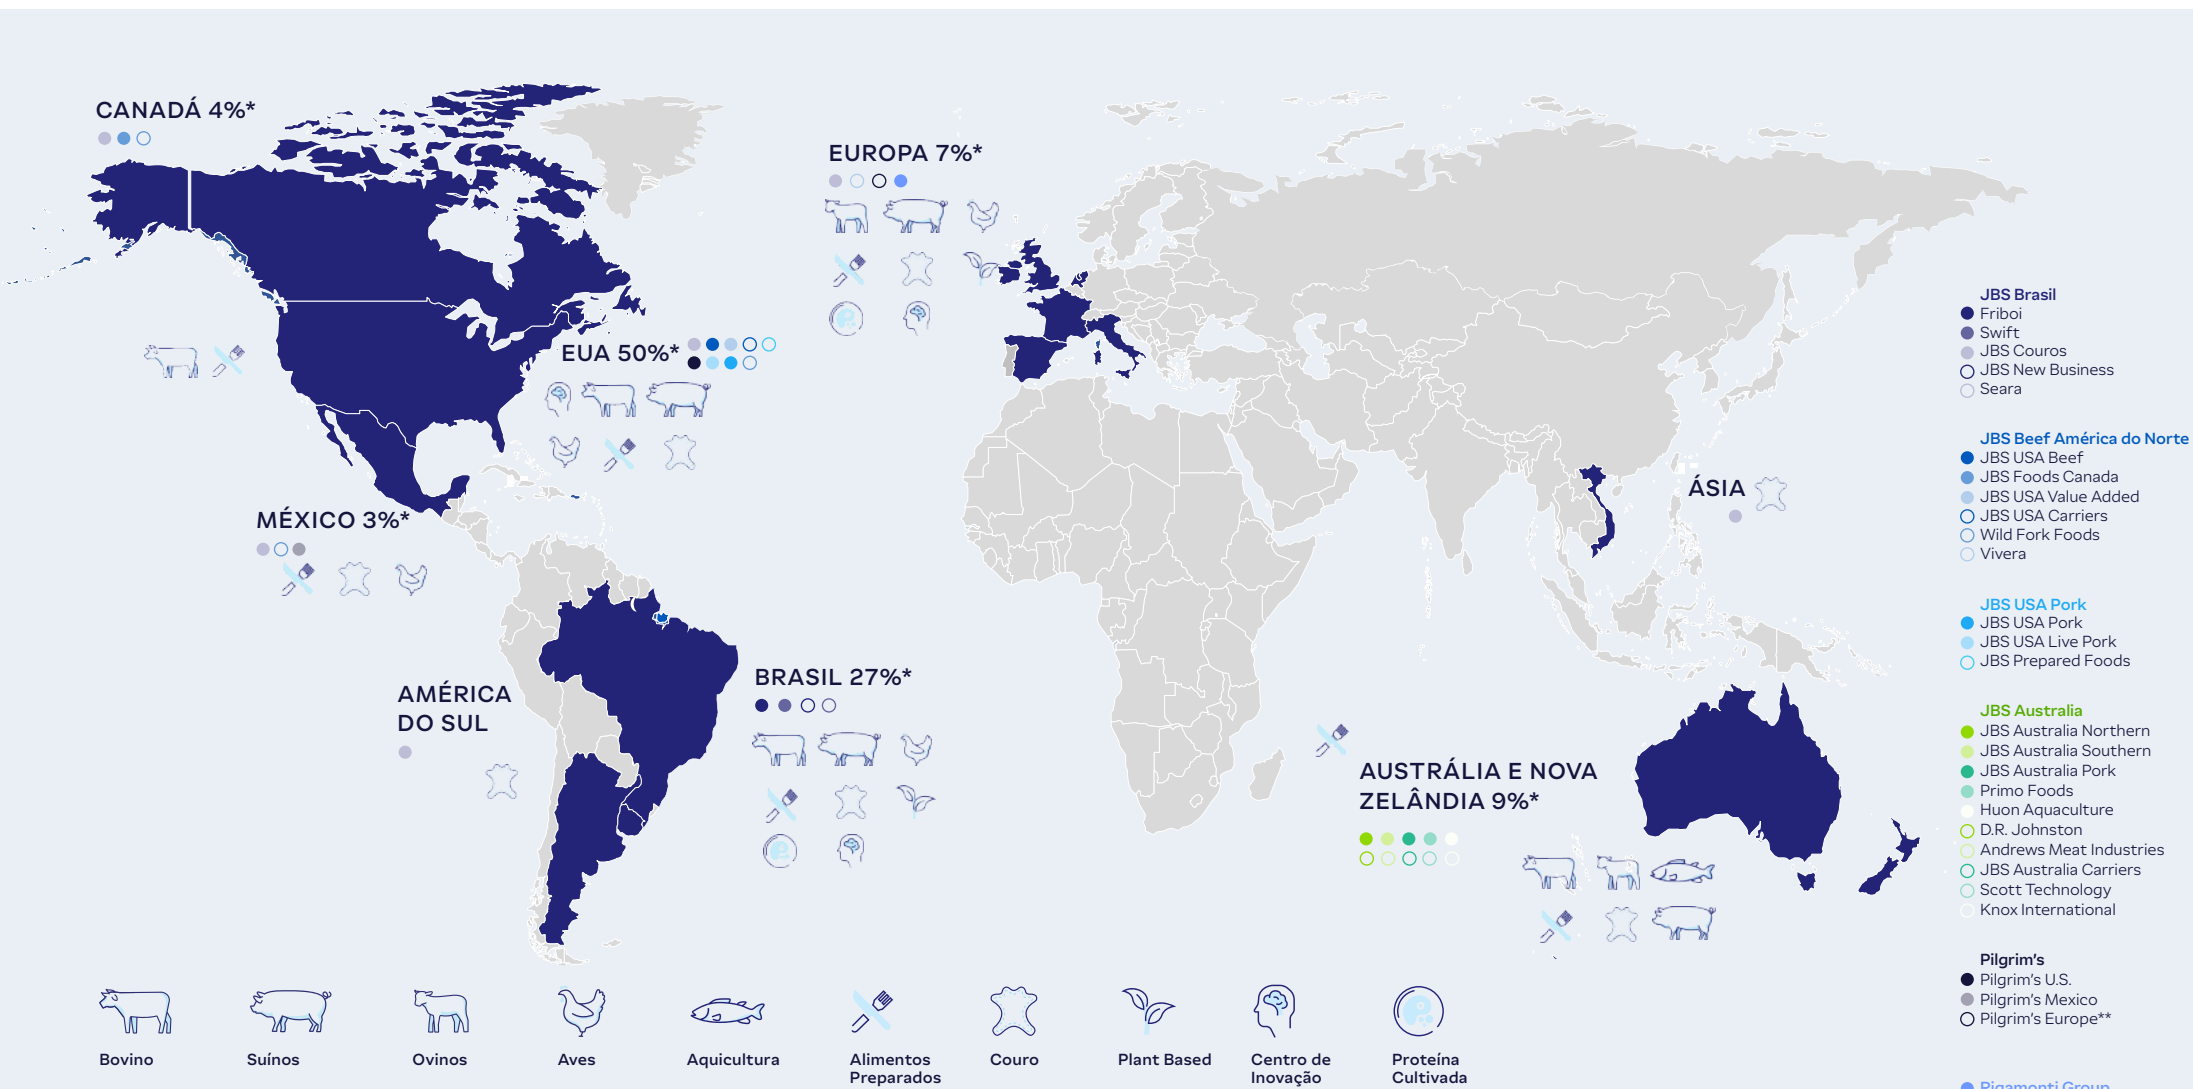 CANADÁ 4%*
EUROPA 7%*
EUA 50%*
MÉXICO 3%*
ÁSIA
AMÉRICA
DO SUL
BRASIL 27%*
AUSTRÁLIA E NOVA
ZELÂNDIA 9%*
JBS Brasil
Friboi
Swift
JBS Couros
JBS New Business
Seara
JBS Beef América do Norte
JBS USA Beef
JBS Foods Canada
JBS USA Value Added
JBS USA Carriers
Wild Fork Foods
Vivera
JBS USA Pork
JBS USA Pork
JBS USA Live Pork
JBS Prepared Foods
JBS Australia
JBS Australia Northern
JBS Australia Southern
JBS Australia Pork
Primo Foods
Huon Aquaculture
D.R. Johnston
Andrews Meat Industries
JBS Australia Carriers
Scott Technology
Knox International
Pilgrim's
Pilgrim's U.S.
Pilgrim's Mexico
Pilgrim's Europe**
Rigamonti Group
Bovino
Suínos
Ovinos
Aves
Aquicultura
Alimentos
Preparados
Couro
Plant Based
Centro de
Inovação
Proteína
Cultivada